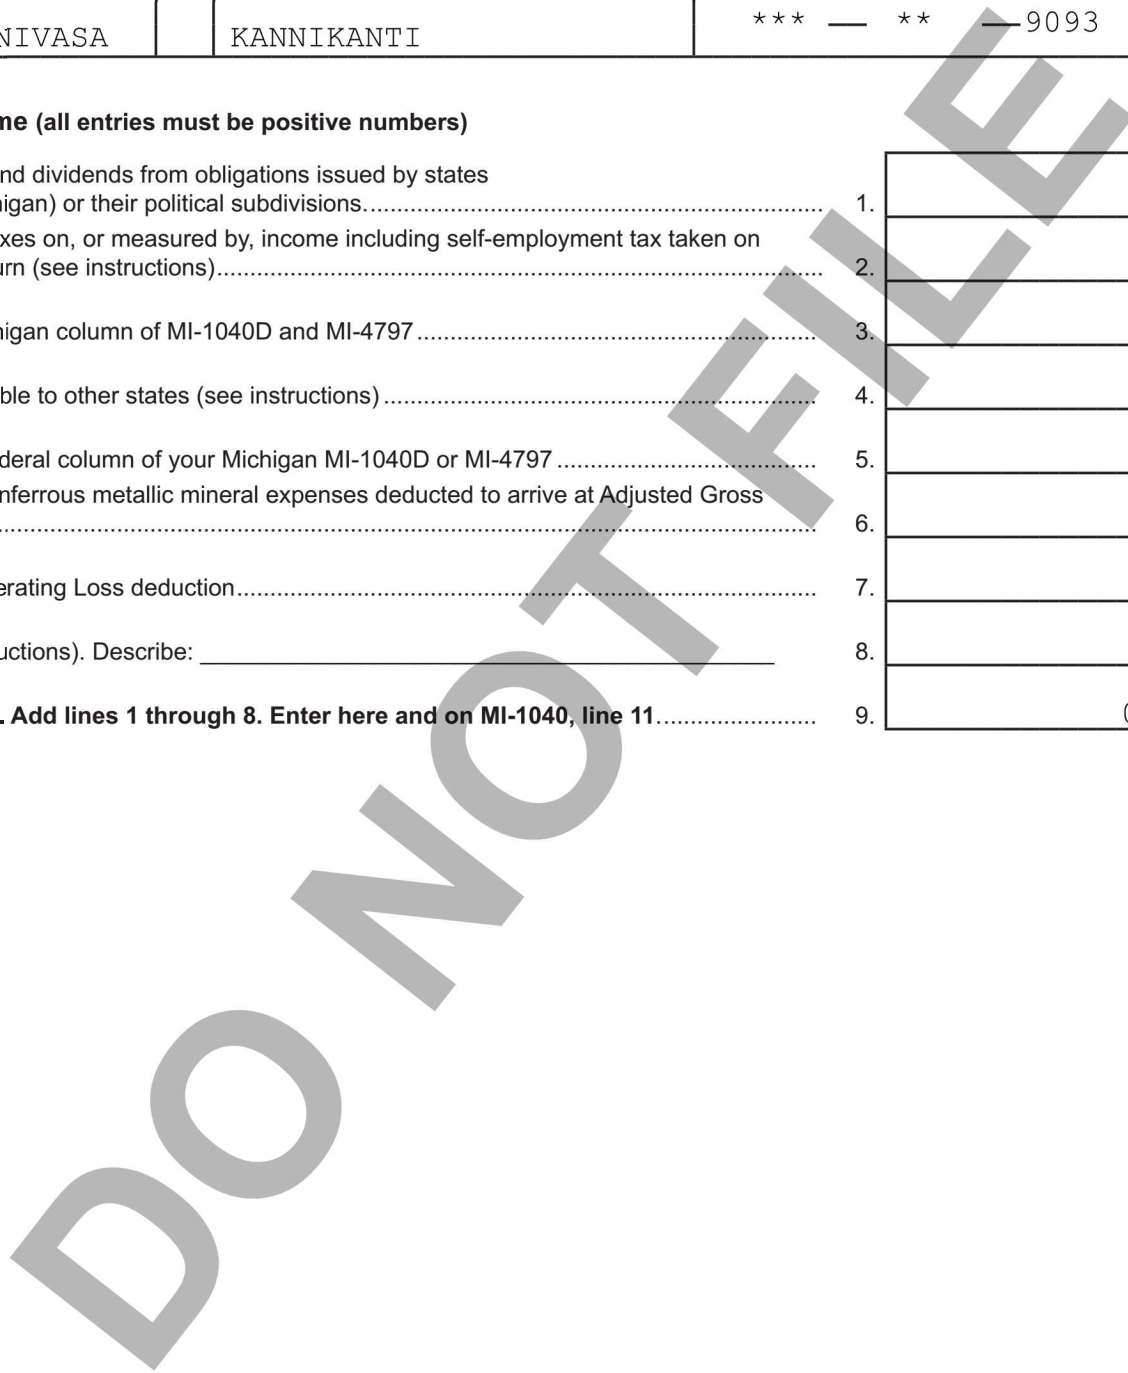 NIVASA KANNIKANTI *** — ** — 9093
me (all entries must be positive numbers)
nd dividends from obligations issued by states
igan) or their political subdivisions........ 1.
xes on, or measured by, income including self-employment tax taken on
urn (see instructions)........ 2.
higan column of MI-1040D and MI-4797........ 3.
ble to other states (see instructions)........ 4.
deral column of your Michigan MI-1040D or MI-4797........ 5.
nferrous metallic mineral expenses deducted to arrive at Adjusted Gross
........ 6.
erating Loss deduction........ 7.
uctions). Describe: ________ 8.
. Add lines 1 through 8. Enter here and on MI-1040, line 11........ 9. 0
DO NOT FILE